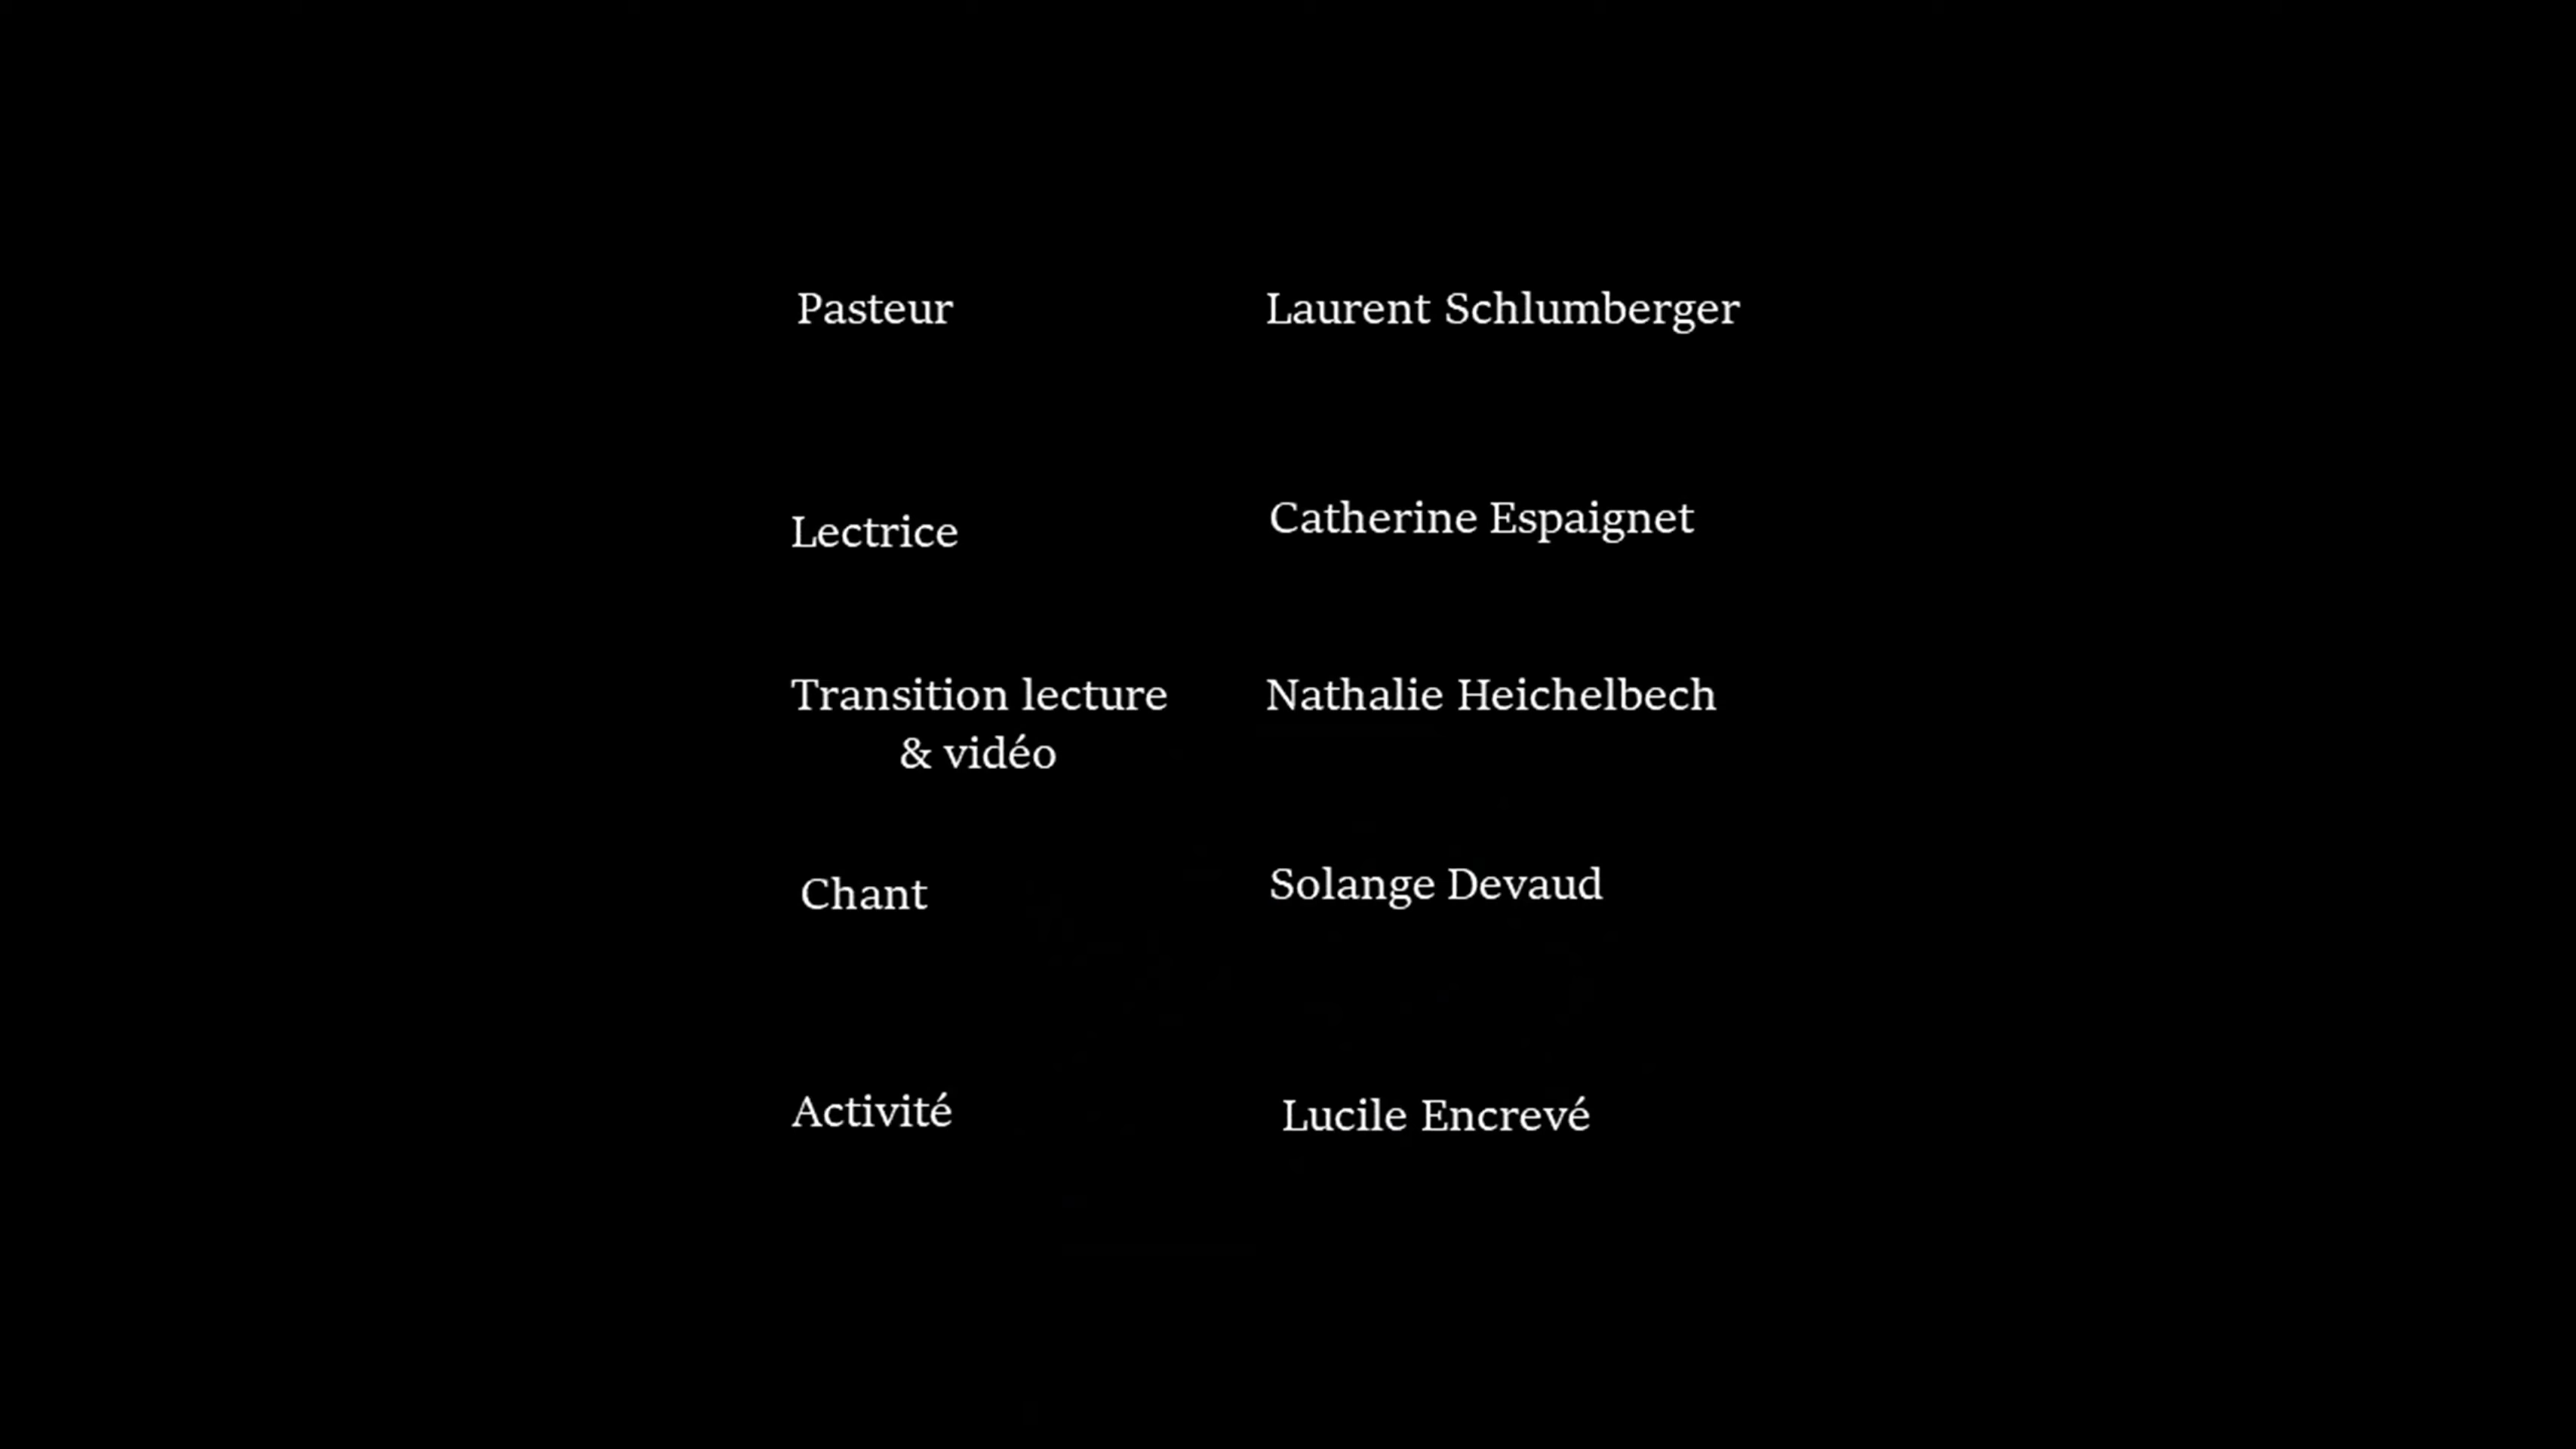 Pasteur Laurent Schlumberger
Lectrice Catherine Espaignet
Transition lecture Nathalie Heichelbech
& vidéo
Chant Solange Devaud
Activité Lucile Encrevé